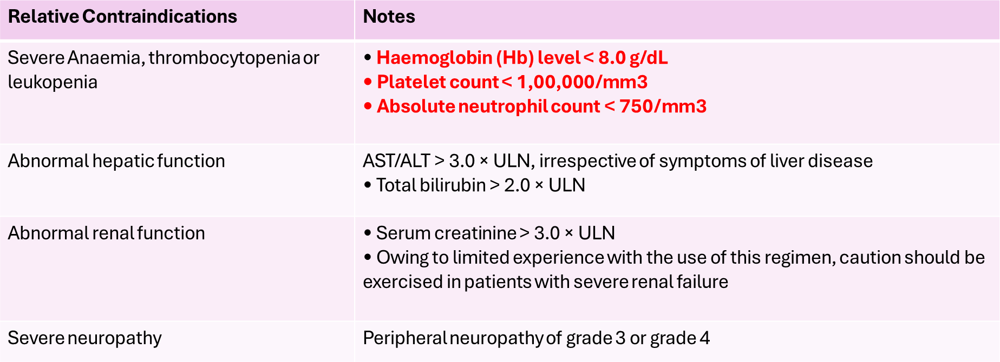 Relative Contraindications
Notes
Severe Anaemia, thrombocytopenia or
leukopenia
• Haemoglobin (Hb) level < 8.0 g/dL
• Platelet count < 1,00,000/mm3
• Absolute neutrophil count < 750/mm3
Abnormal hepatic function
AST/ALT > 3.0 × ULN, irrespective of symptoms of liver disease
• Total bilirubin > 2.0 × ULN
Abnormal renal function
• Serum creatinine > 3.0 × ULN
• Owing to limited experience with the use of this regimen, caution should be
exercised in patients with severe renal failure
Severe neuropathy
Peripheral neuropathy of grade 3 or grade 4